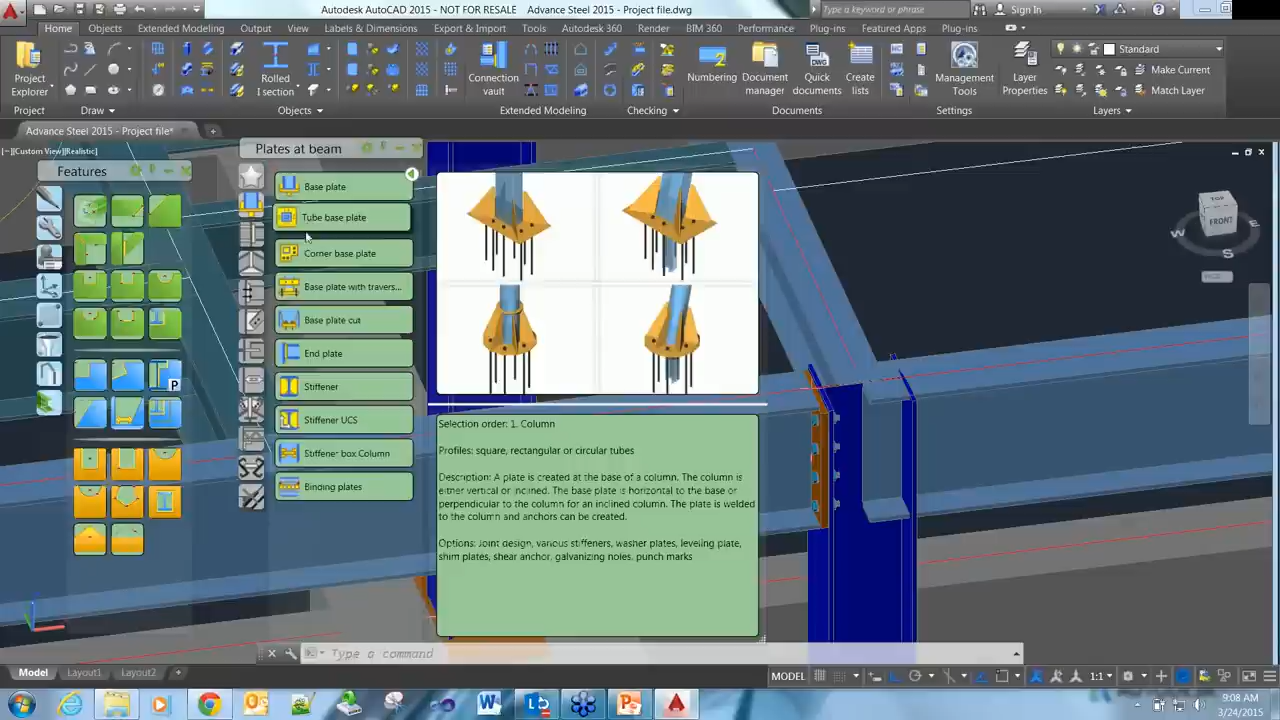 Autodesk AutoCAD 2015 - NOT FOR RESALE Advance Steel 2015 - Project file.dwg
Type a keyword or phrase
Sign In
Home Objects Extended Modeling Output View Labels & Dimensions Export & Import Tools Autodesk 360 Render BIM 360 Plug-ins Featured Apps Plug-ins
Project Explorer
Rolled I section
Connection vault
Numbering
Document manager
Quick documents
Create lists
Management Tools
Layer Properties
Standard
Make Current
Match Layer
Project Draw Objects Extended Modeling Checking Documents Settings Layers
Advance Steel 2015 - Project file*
[−][Custom View][Realistic]
Features
Plates at beam
Base plate
Tube base plate
Corner base plate
Base plate with travers...
Base plate cut
End plate
Stiffener
Stiffener UCS
Stiffener box Column
Binding plates
P
Selection order: 1. Column
Profiles: square, rectangular or circular tubes
Description: A plate is created at the base of a column. The column is
either vertical or inclined. The base plate is horizontal to the base or
perpendicular to the column for an inclined column. The plate is welded
to the column and anchors can be created.
Options: Joint design, various stiffeners, washer plates, leveling plate,
shim plates, shear anchor, galvanizing holes, punch marks
TOP
FRONT
W
E
S
Type a command
Model Layout1 Layout2 +
MODEL
1:1
9:08 AM
3/24/2015